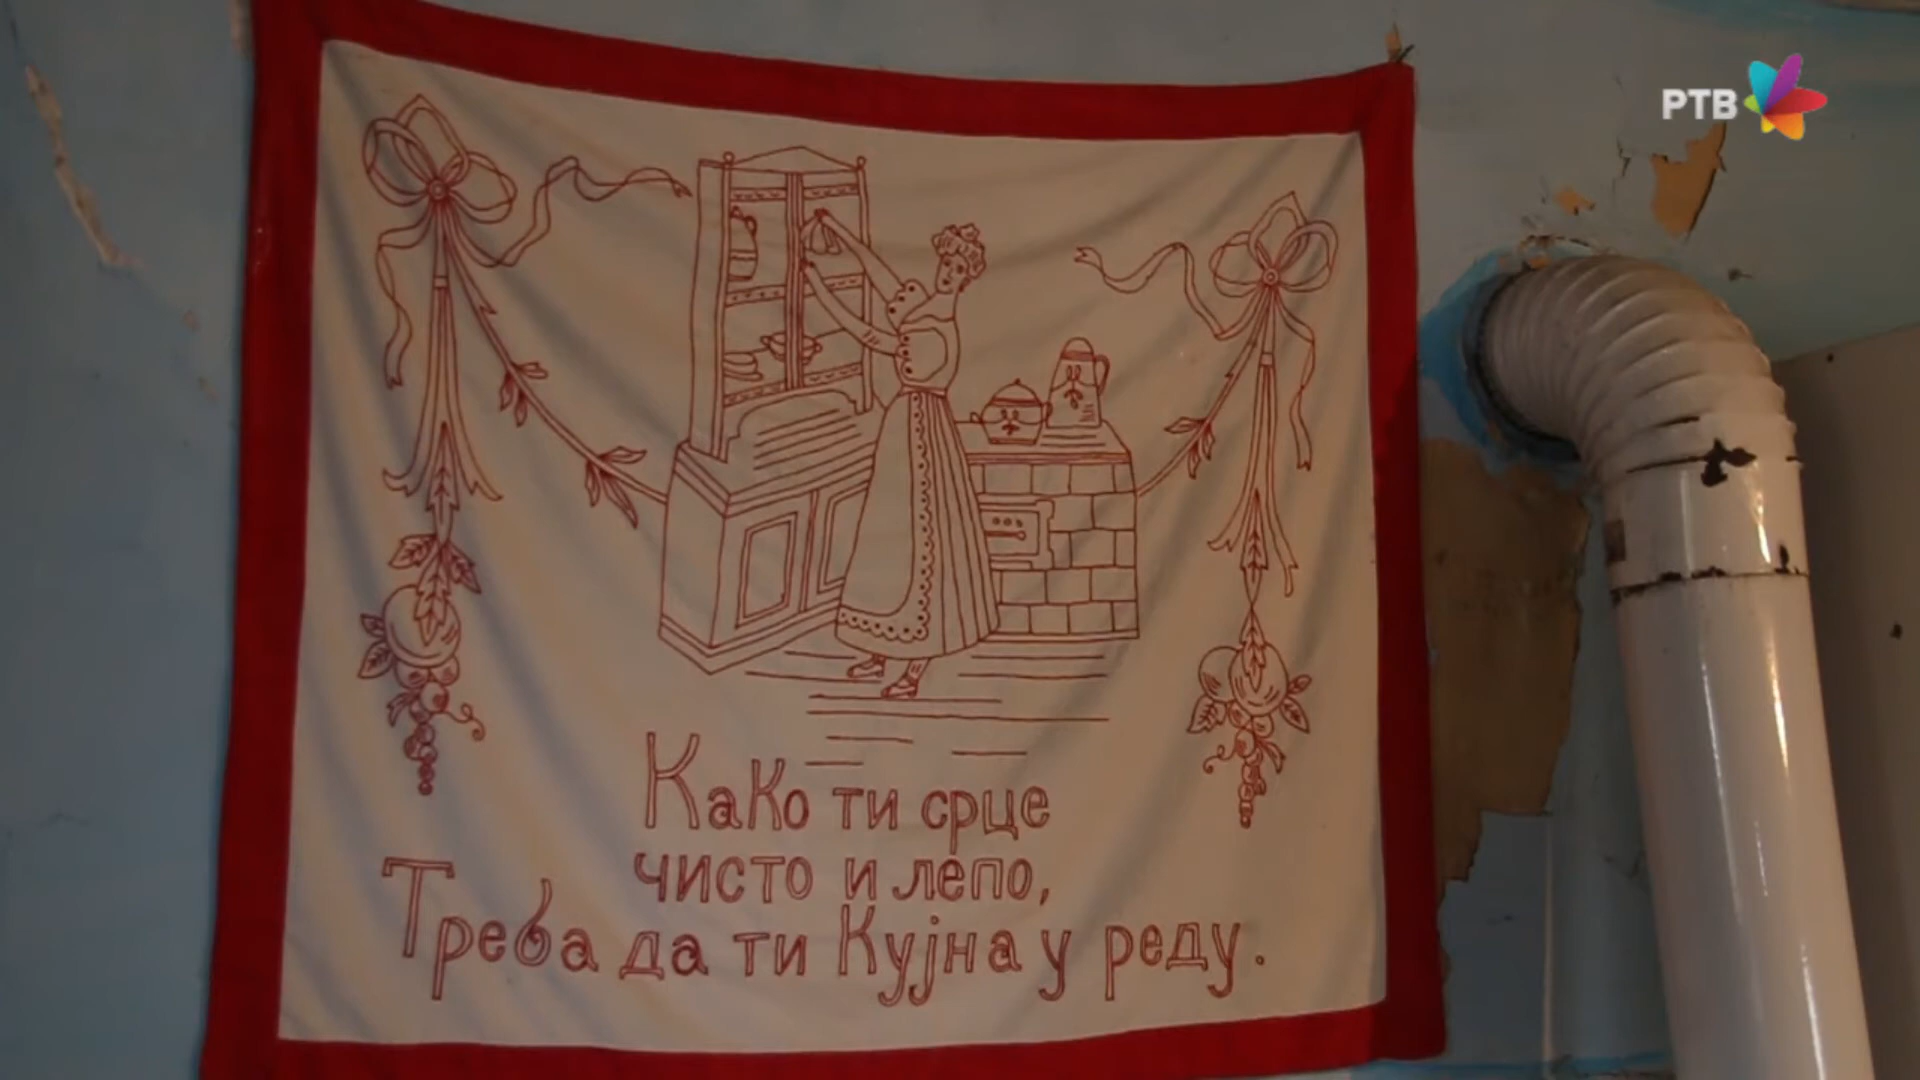 РТВ
Како ти срце
чисто и лепо,
Треба да ти Кујна у реду.